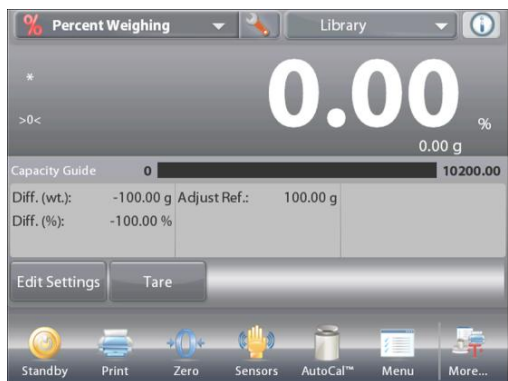 % Percent Weighing Library
*
0.00 %
>0<
0.00 g
Capacity Guide 0 10200.00
Diff. (wt.): -100.00 g Adjust Ref.: 100.00 g
Diff. (%): -100.00 %
Edit Settings Tare
Standby Print Zero Sensors AutoCal™ Menu More...